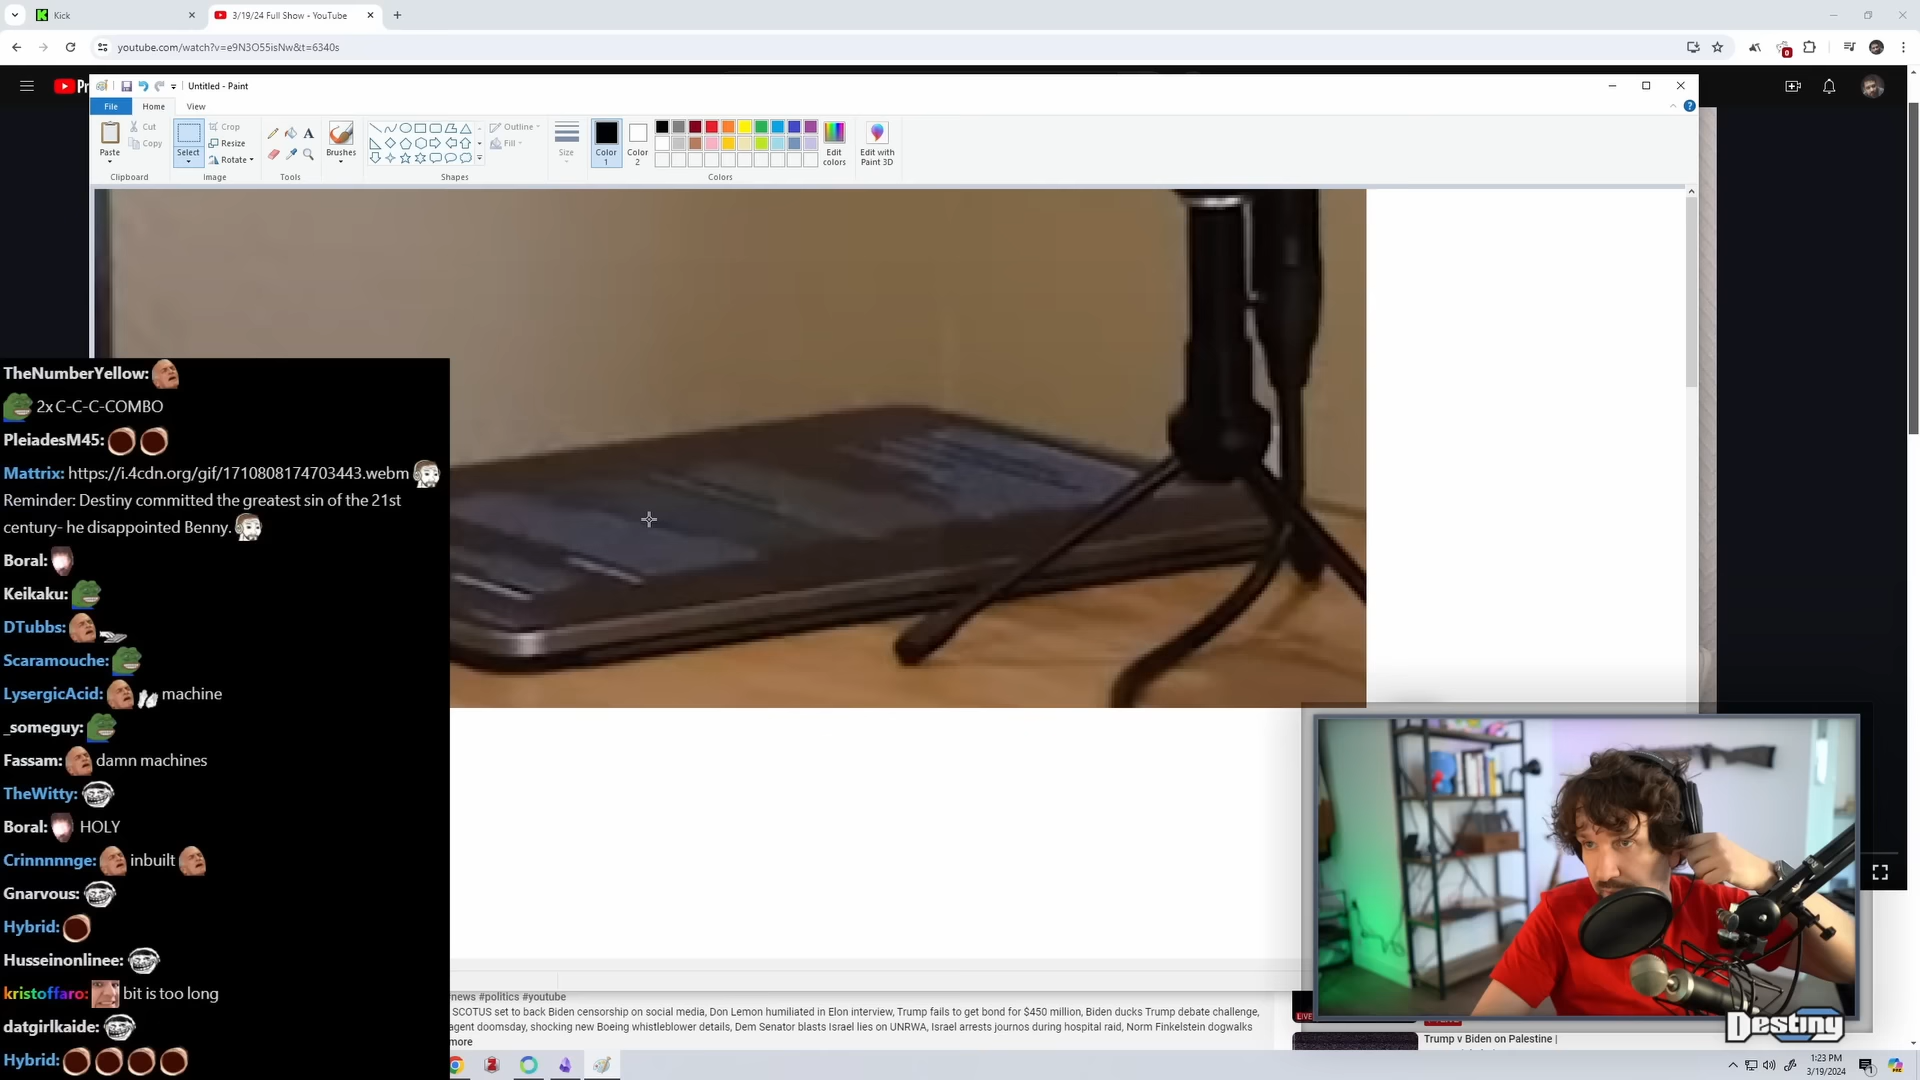 Kick
3/19/24 Full Show - YouTube
youtube.com/watch?v=e9N3O55isNw&t=6340s
0
Untitled - Paint
File
Home
View
Paste
Cut
Copy
Clipboard
Select
Crop
Resize
Rotate
Image
A
Tools
Brushes
Outline
Fill
Shapes
Size
Color 1
Color 2
Edit colors
Edit with Paint 3D
Colors
TheNumberYellow:
2x C-C-C-COMBO
PleiadesM45:
Mattrix: https://i.4cdn.org/gif/1710808174703443.webm
Reminder: Destiny committed the greatest sin of the 21st
century- he disappointed Benny.
Boral:
Keikaku:
DTubbs:
Scaramouche:
LysergicAcid: machine
_someguy:
Fassam: damn machines
TheWitty:
Boral: HOLY
Crinnnnnge: inbuilt
Gnarvous:
Hybrid:
Husseinonlinee:
kristoffaro: bit is too long
datgirlkaide:
Hybrid:
news #politics #youtube
SCOTUS set to back Biden censorship on social media, Don Lemon humiliated in Elon interview, Trump fails to get bond for $450 million, Biden ducks Trump debate challenge,
agent doomsday, shocking new Boeing whistleblower details, Dem Senator blasts Israel lies on UNRWA, Israel arrests journos during hospital raid, Norm Finkelstein dogwalks
more
LIVE
Trump v Biden on Palestine |
Destiny
1:23 PM
3/19/2024